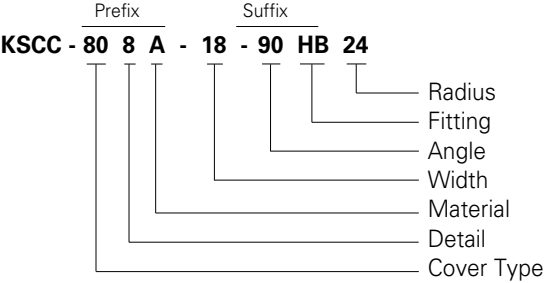 Prefix Suffix
KSCC - 80 8 A - 18 - 90 HB 24
Radius
Fitting
Angle
Width
Material
Detail
Cover Type